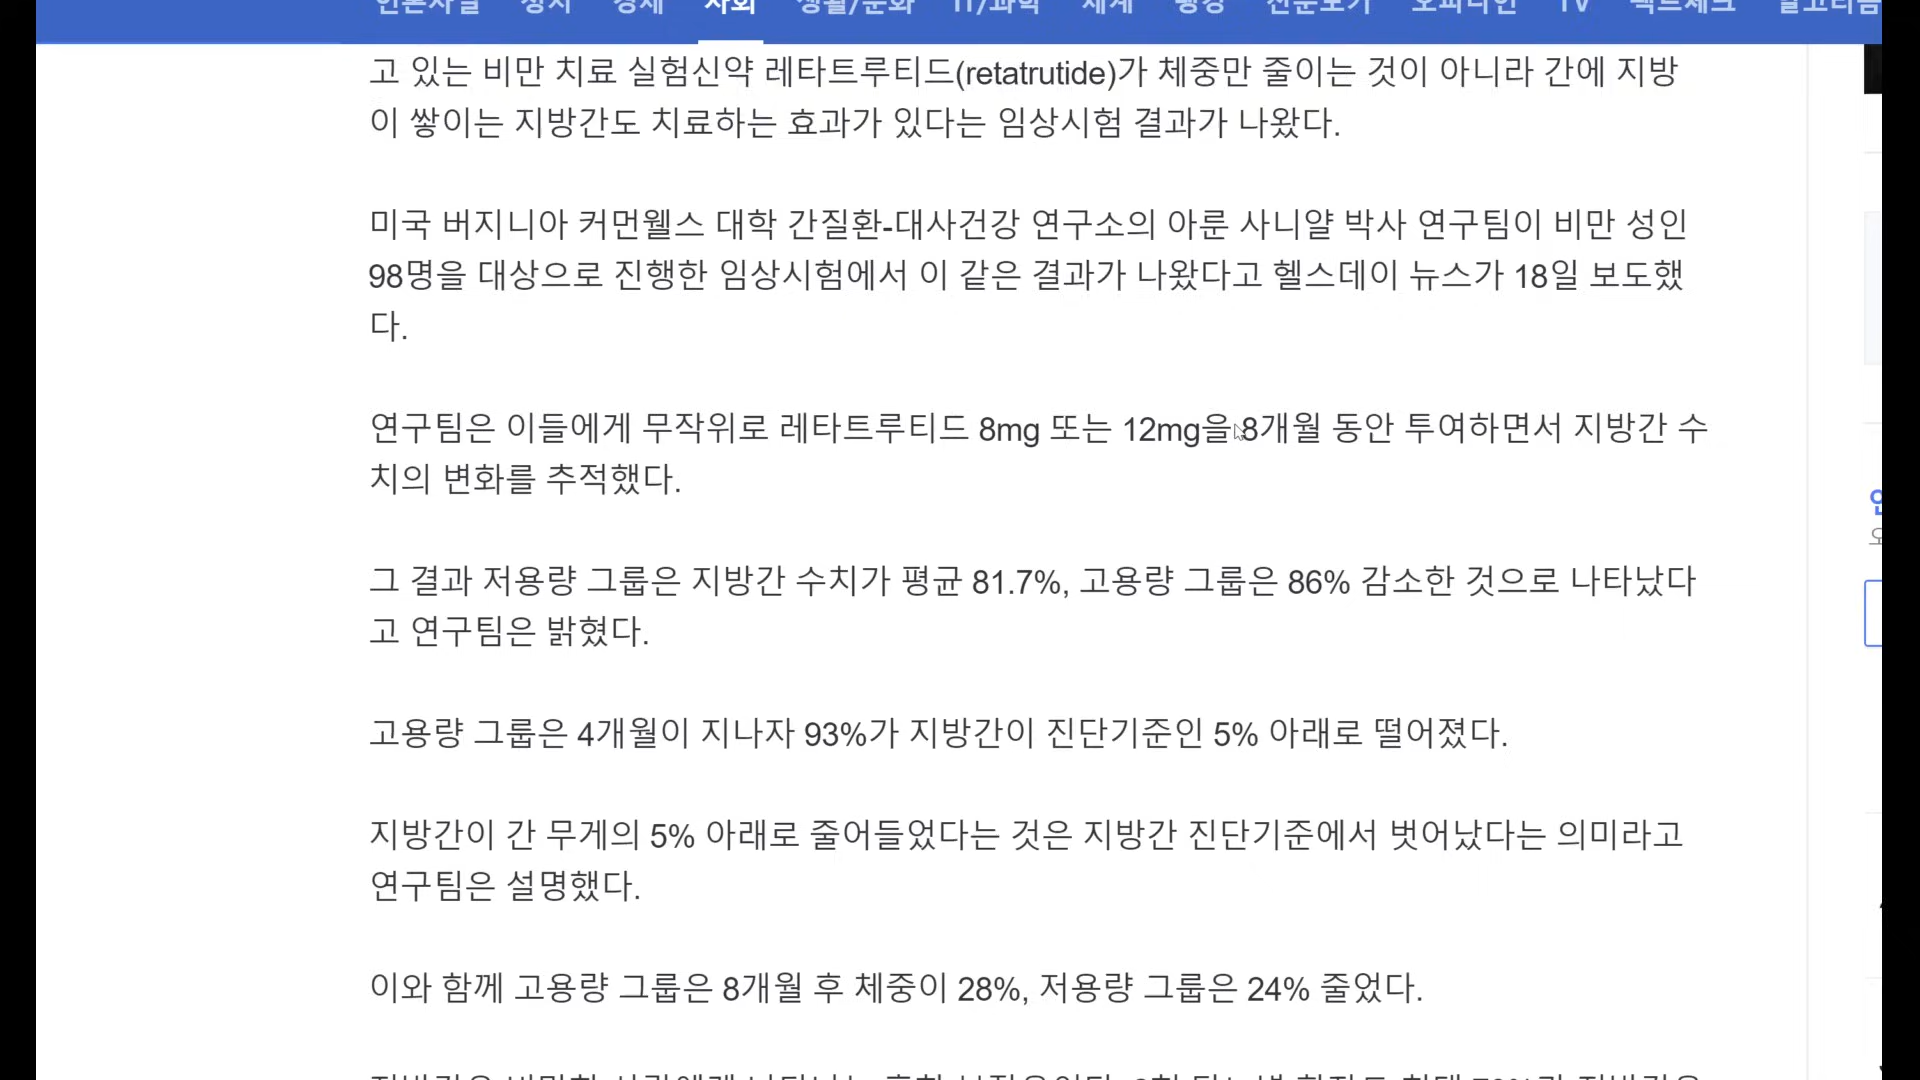 사회
고 있는 비만 치료 실험신약 레타트루티드(retatrutide)가 체중만 줄이는 것이 아니라 간에 지방
이 쌓이는 지방간도 치료하는 효과가 있다는 임상시험 결과가 나왔다.
미국 버지니아 커먼웰스 대학 간질환-대사건강 연구소의 아룬 사니얄 박사 연구팀이 비만 성인
98명을 대상으로 진행한 임상시험에서 이 같은 결과가 나왔다고 헬스데이 뉴스가 18일 보도했
다.
연구팀은 이들에게 무작위로 레타트루티드 8mg 또는 12mg을 8개월 동안 투여하면서 지방간 수
치의 변화를 추적했다.
그 결과 저용량 그룹은 지방간 수치가 평균 81.7%, 고용량 그룹은 86% 감소한 것으로 나타났다
고 연구팀은 밝혔다.
고용량 그룹은 4개월이 지나자 93%가 지방간이 진단기준인 5% 아래로 떨어졌다.
지방간이 간 무게의 5% 아래로 줄어들었다는 것은 지방간 진단기준에서 벗어났다는 의미라고
연구팀은 설명했다.
이와 함께 고용량 그룹은 8개월 후 체중이 28%, 저용량 그룹은 24% 줄었다.